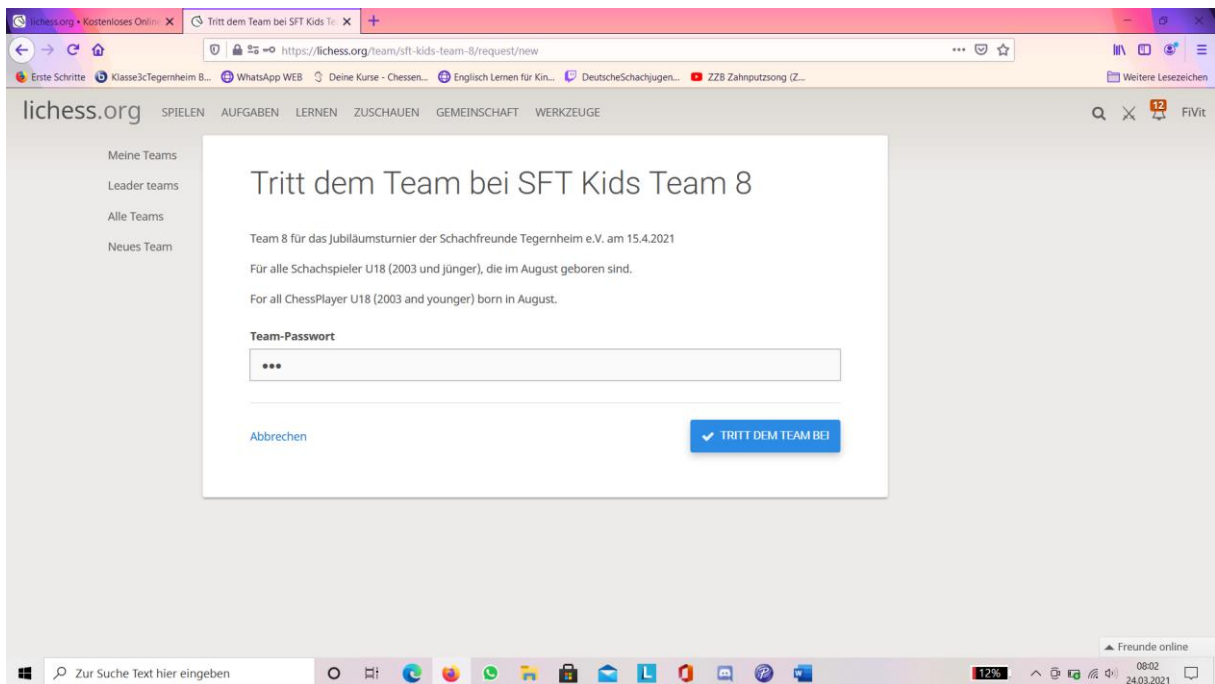 lichess.org • Kostenloses Online
Tritt dem Team bei SFT Kids Te
https://lichess.org/team/sft-kids-team-8/request/new
Erste Schritte
Klasse3cTegernheim B...
WhatsApp WEB
Deine Kurse - Chessen...
Englisch Lernen für Kin...
DeutscheSchachjugen...
ZZB Zahnputzsong (Z...
Weitere Lesezeichen
lichess.org
SPIELEN
AUFGABEN
LERNEN
ZUSCHAUEN
GEMEINSCHAFT
WERKZEUGE
12
FiVit
Meine Teams
Leader teams
Alle Teams
Neues Team
Tritt dem Team bei SFT Kids Team 8
Team 8 für das Jubiläumsturnier der Schachfreunde Tegernheim e.V. am 15.4.2021
Für alle Schachspieler U18 (2003 und jünger), die im August geboren sind.
For all ChessPlayer U18 (2003 and younger) born in August.
Team-Passwort
•••
Abbrechen
TRITT DEM TEAM BEI
Freunde online
Zur Suche Text hier eingeben
12%
08:02
24.03.2021